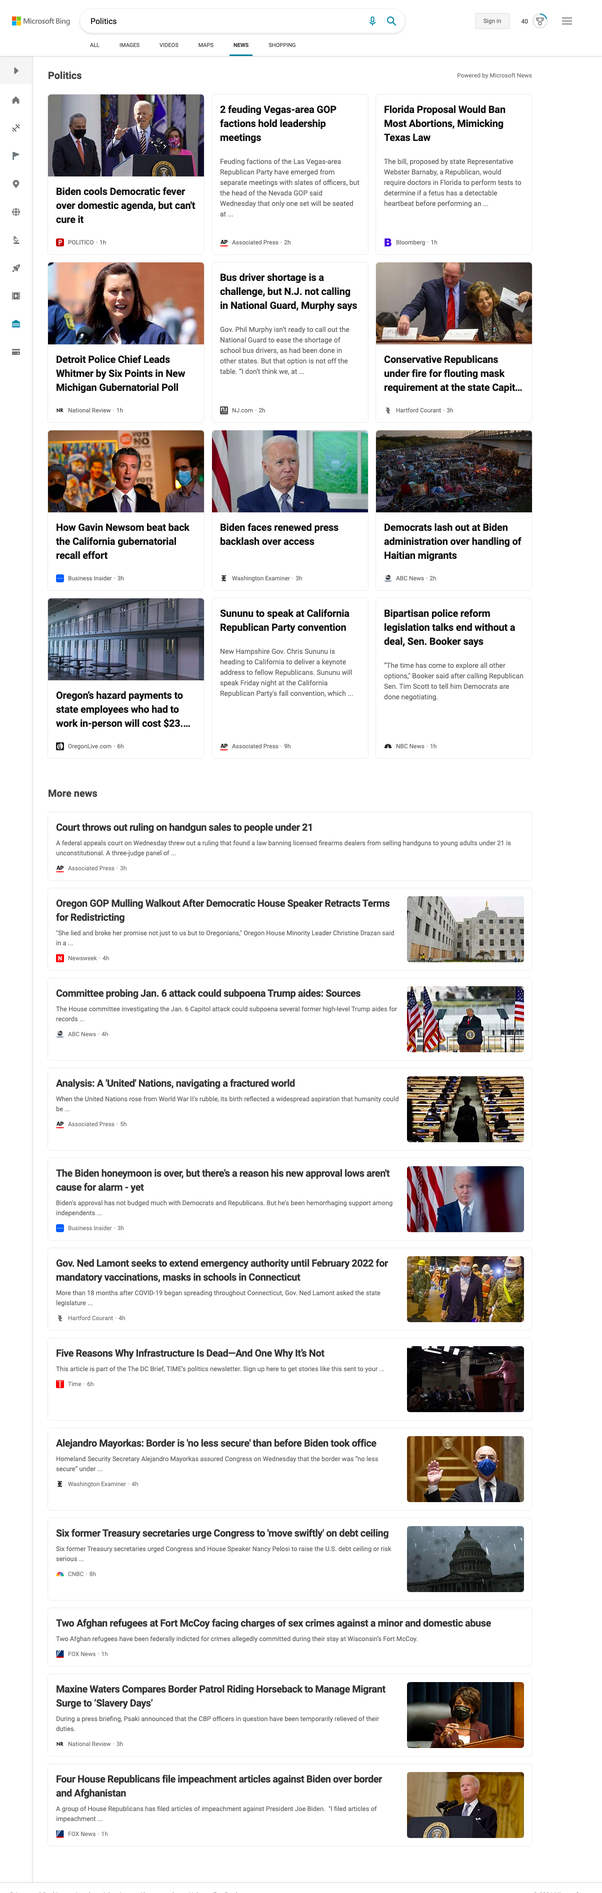 Microsoft Bing
Politics
Sign in
40
ALL
IMAGES
VIDEOS
MAPS
NEWS
SHOPPING
Politics
Powered by Microsoft News
Biden cools Democratic fever
over domestic agenda, but can't
cure it
POLITICO · 1h
2 feuding Vegas-area GOP
factions hold leadership
meetings
Feuding factions of the Las Vegas-area
Republican Party have emerged from
separate meetings with slates of officers, but
the head of the Nevada GOP said
Wednesday that only one set will be seated
at ...
AP Associated Press · 2h
Florida Proposal Would Ban
Most Abortions, Mimicking
Texas Law
The bill, proposed by state Representative
Webster Barnaby, a Republican, would
require doctors in Florida to perform tests to
determine if a fetus has a detectable
heartbeat before performing an ...
B Bloomberg · 1h
Detroit Police Chief Leads
Whitmer by Six Points in New
Michigan Gubernatorial Poll
NR National Review · 1h
Bus driver shortage is a
challenge, but N.J. not calling
in National Guard, Murphy says
Gov. Phil Murphy isn't ready to call out the
National Guard to ease the shortage of
school bus drivers, as had been done in
other states. But that option is not off the
table. "I don't think we, at ...
NJ.com · 2h
Conservative Republicans
under fire for flouting mask
requirement at the state Capit...
Hartford Courant · 3h
How Gavin Newsom beat back
the California gubernatorial
recall effort
Business Insider · 3h
Biden faces renewed press
backlash over access
Washington Examiner · 3h
Democrats lash out at Biden
administration over handling of
Haitian migrants
ABC News · 2h
Oregon's hazard payments to
state employees who had to
work in-person will cost $23....
OregonLive.com · 6h
Sununu to speak at California
Republican Party convention
New Hampshire Gov. Chris Sununu is
heading to California to deliver a keynote
address to fellow Republicans. Sununu will
speak Friday night at the California
Republican Party's fall convention, which ...
AP Associated Press · 9h
Bipartisan police reform
legislation talks end without a
deal, Sen. Booker says
"The time has come to explore all other
options," Booker said after calling Republican
Sen. Tim Scott to tell him Democrats are
done negotiating.
NBC News · 1h
More news
Court throws out ruling on handgun sales to people under 21
A federal appeals court on Wednesday threw out a ruling that found a law banning licensed firearms dealers from selling handguns to young adults under 21 is
unconstitutional. A three-judge panel of ...
AP Associated Press · 3h
Oregon GOP Mulling Walkout After Democratic House Speaker Retracts Terms
for Redistricting
"She lied and broke her promise not just to us but to Oregonians," Oregon House Minority Leader Christine Drazan said
in a ...
N Newsweek · 4h
Committee probing Jan. 6 attack could subpoena Trump aides: Sources
The House committee investigating the Jan. 6 Capitol attack could subpoena several former high-level Trump aides for
records ...
ABC News · 4h
Analysis: A 'United' Nations, navigating a fractured world
When the United Nations rose from World War II's rubble, its birth reflected a widespread aspiration that humanity could
be ...
AP Associated Press · 5h
The Biden honeymoon is over, but there's a reason his new approval lows aren't
cause for alarm - yet
Biden's approval has not budged much with Democrats and Republicans. But he's been hemorrhaging support among
independents ...
Business Insider · 3h
Gov. Ned Lamont seeks to extend emergency authority until February 2022 for
mandatory vaccinations, masks in schools in Connecticut
More than 18 months after COVID-19 began spreading throughout Connecticut, Gov. Ned Lamont asked the state
legislature ...
Hartford Courant · 4h
Five Reasons Why Infrastructure Is Dead—And One Why It's Not
This article is part of the The DC Brief, TIME's politics newsletter. Sign up here to get stories like this sent to your ...
Time · 6h
Alejandro Mayorkas: Border is 'no less secure' than before Biden took office
Homeland Security Secretary Alejandro Mayorkas assured Congress on Wednesday that the border was "no less
secure" under ...
Washington Examiner · 4h
Six former Treasury secretaries urge Congress to 'move swiftly' on debt ceiling
Six former Treasury secretaries urged Congress and House Speaker Nancy Pelosi to raise the U.S. debt ceiling or risk
serious ...
CNBC · 8h
Two Afghan refugees at Fort McCoy facing charges of sex crimes against a minor and domestic abuse
Two Afghan refugees have been federally indicted for crimes allegedly committed during their stay at Wisconsin's Fort McCoy.
FOX News · 1h
Maxine Waters Compares Border Patrol Riding Horseback to Manage Migrant
Surge to 'Slavery Days'
During a press briefing, Psaki announced that the CBP officers in question have been temporarily relieved of their
duties.
NR National Review · 3h
Four House Republicans file impeachment articles against Biden over border
and Afghanistan
A group of House Republicans has filed articles of impeachment against President Joe Biden. "I filed articles of
impeachment ...
FOX News · 1h